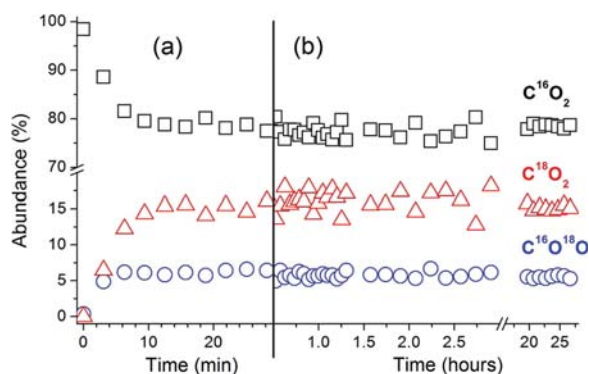 100
(a)
(b)
90
C¹⁶O₂
80
70
C¹⁸O₂
15
10
C¹⁶O¹⁸O
5
0
Abundance (%)
0 10 20 1.0 1.5 2.0 2.5 20 25
Time (min) Time (hours)